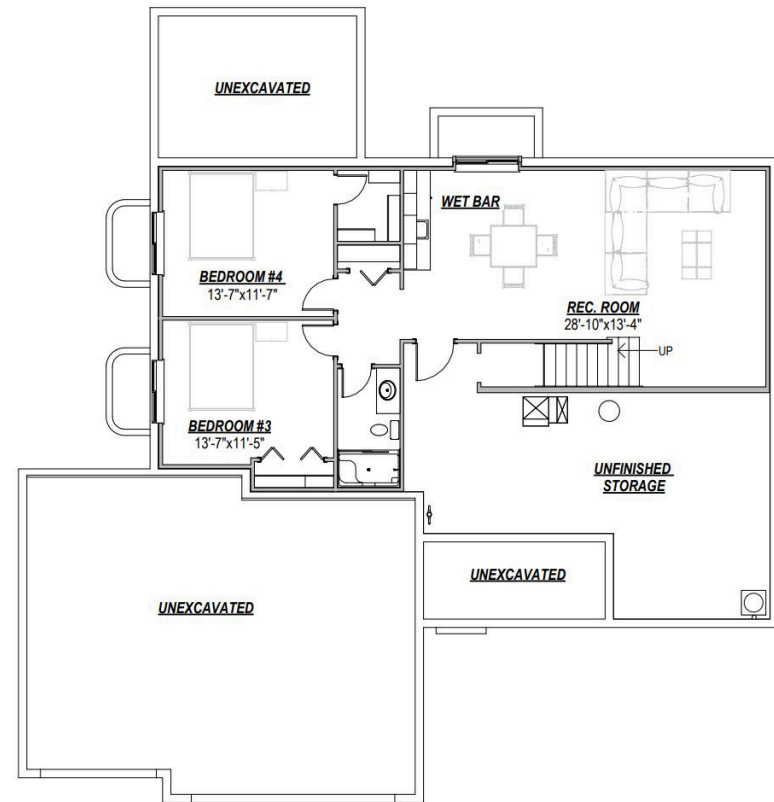 UNEXCAVATED
WET BAR
BEDROOM #4
13'-7"x11'-7"
REC. ROOM
28'-10"x13'-4"
UP
BEDROOM #3
13'-7"x11'-5"
UNFINISHED
STORAGE
UNEXCAVATED
UNEXCAVATED